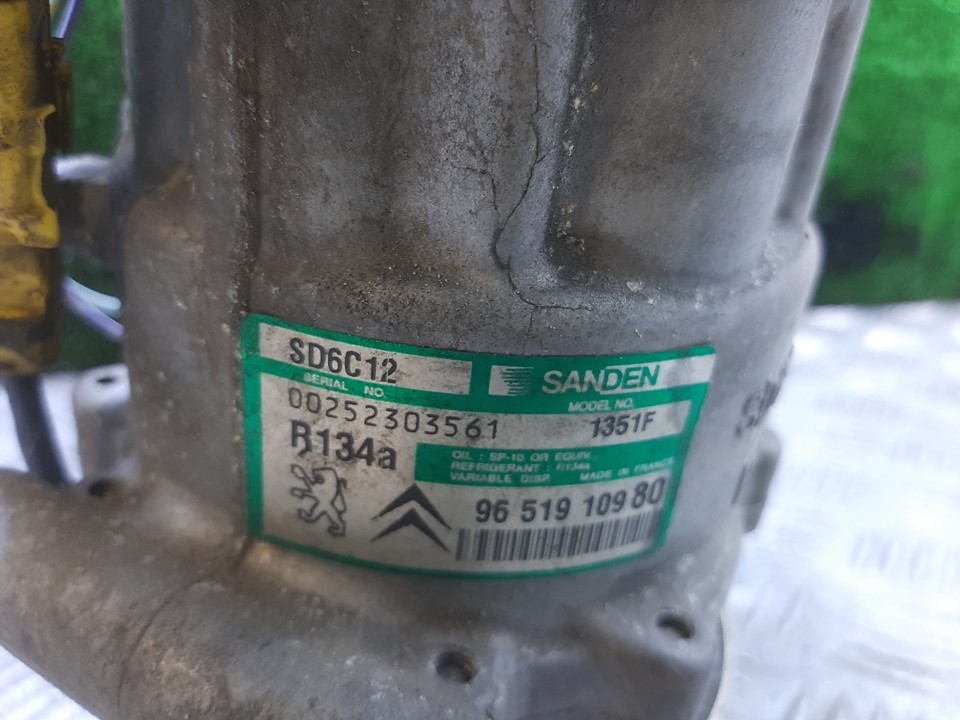 SD6C12
SANDEN
SERIAL NO.
MODEL NO.
00252303561
1351F
R134a
OIL : SP-10 OR EQUIV.
REFRIGERANT : R134a
VARIABLE DISP. MADE IN FRANCE
96 519 109 80